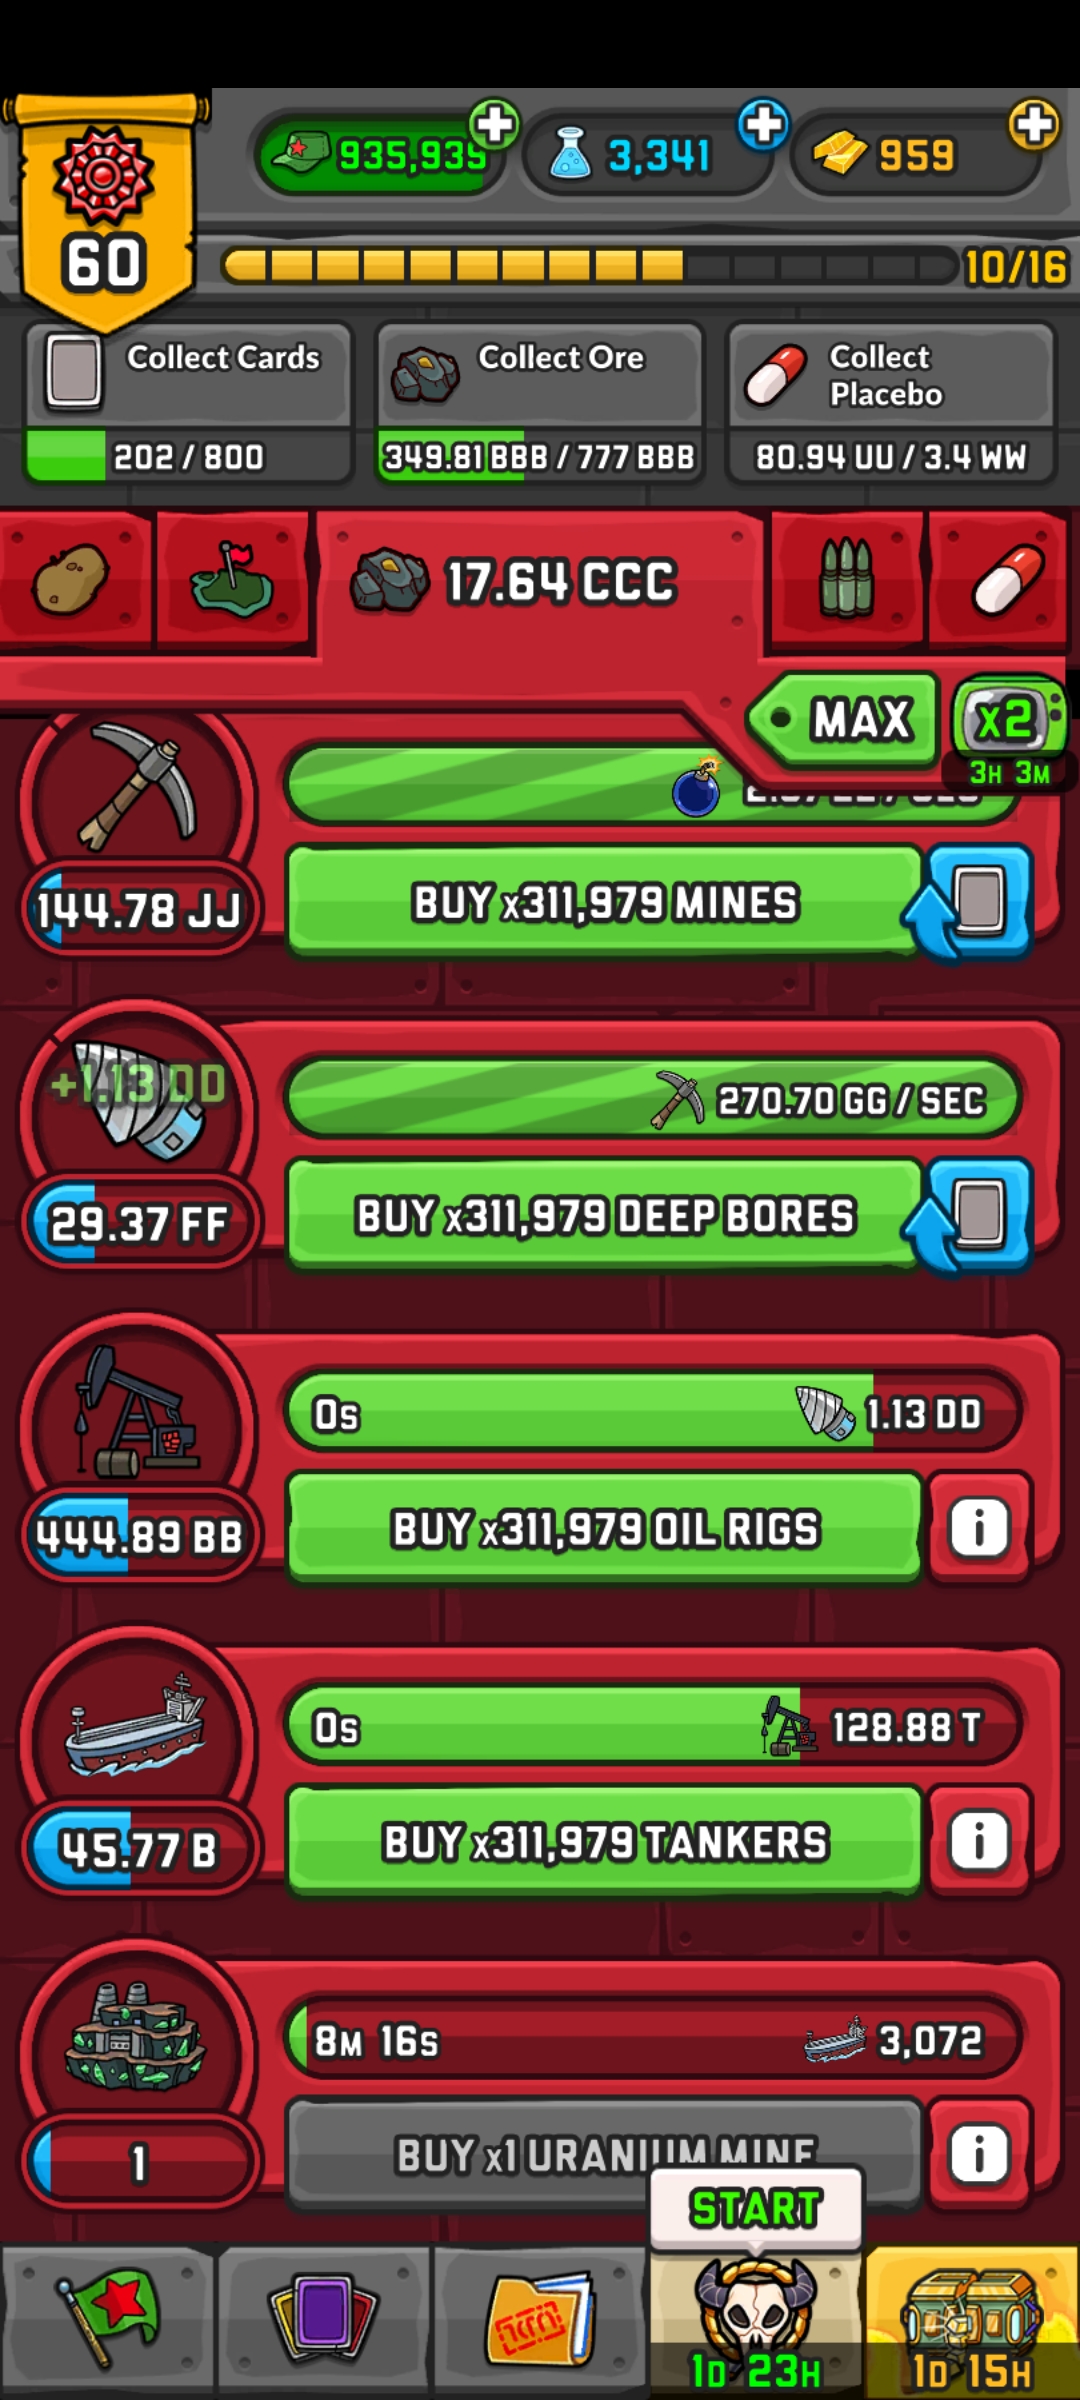 935,939
3,341
959
60
10/16
Collect Cards
202 / 800
Collect Ore
349.81 BBB / 777 BBB
Collect
Placebo
80.94 UU / 3.4 WW
17.64 CCC
MAX
x2
3H 3M
144.78 JJ
BUY x311,979 MINES
+1.13 DD
270.70 GG / SEC
29.37 FF
BUY x311,979 DEEP BORES
0s
1.13 DD
444.89 BB
BUY x311,979 OIL RIGS
i
0s
128.88 T
45.77 B
BUY x311,979 TANKERS
i
8M 16s
3,072
1
BUY x1 URANIUM MINE
i
START
1D 23H
1D 15H